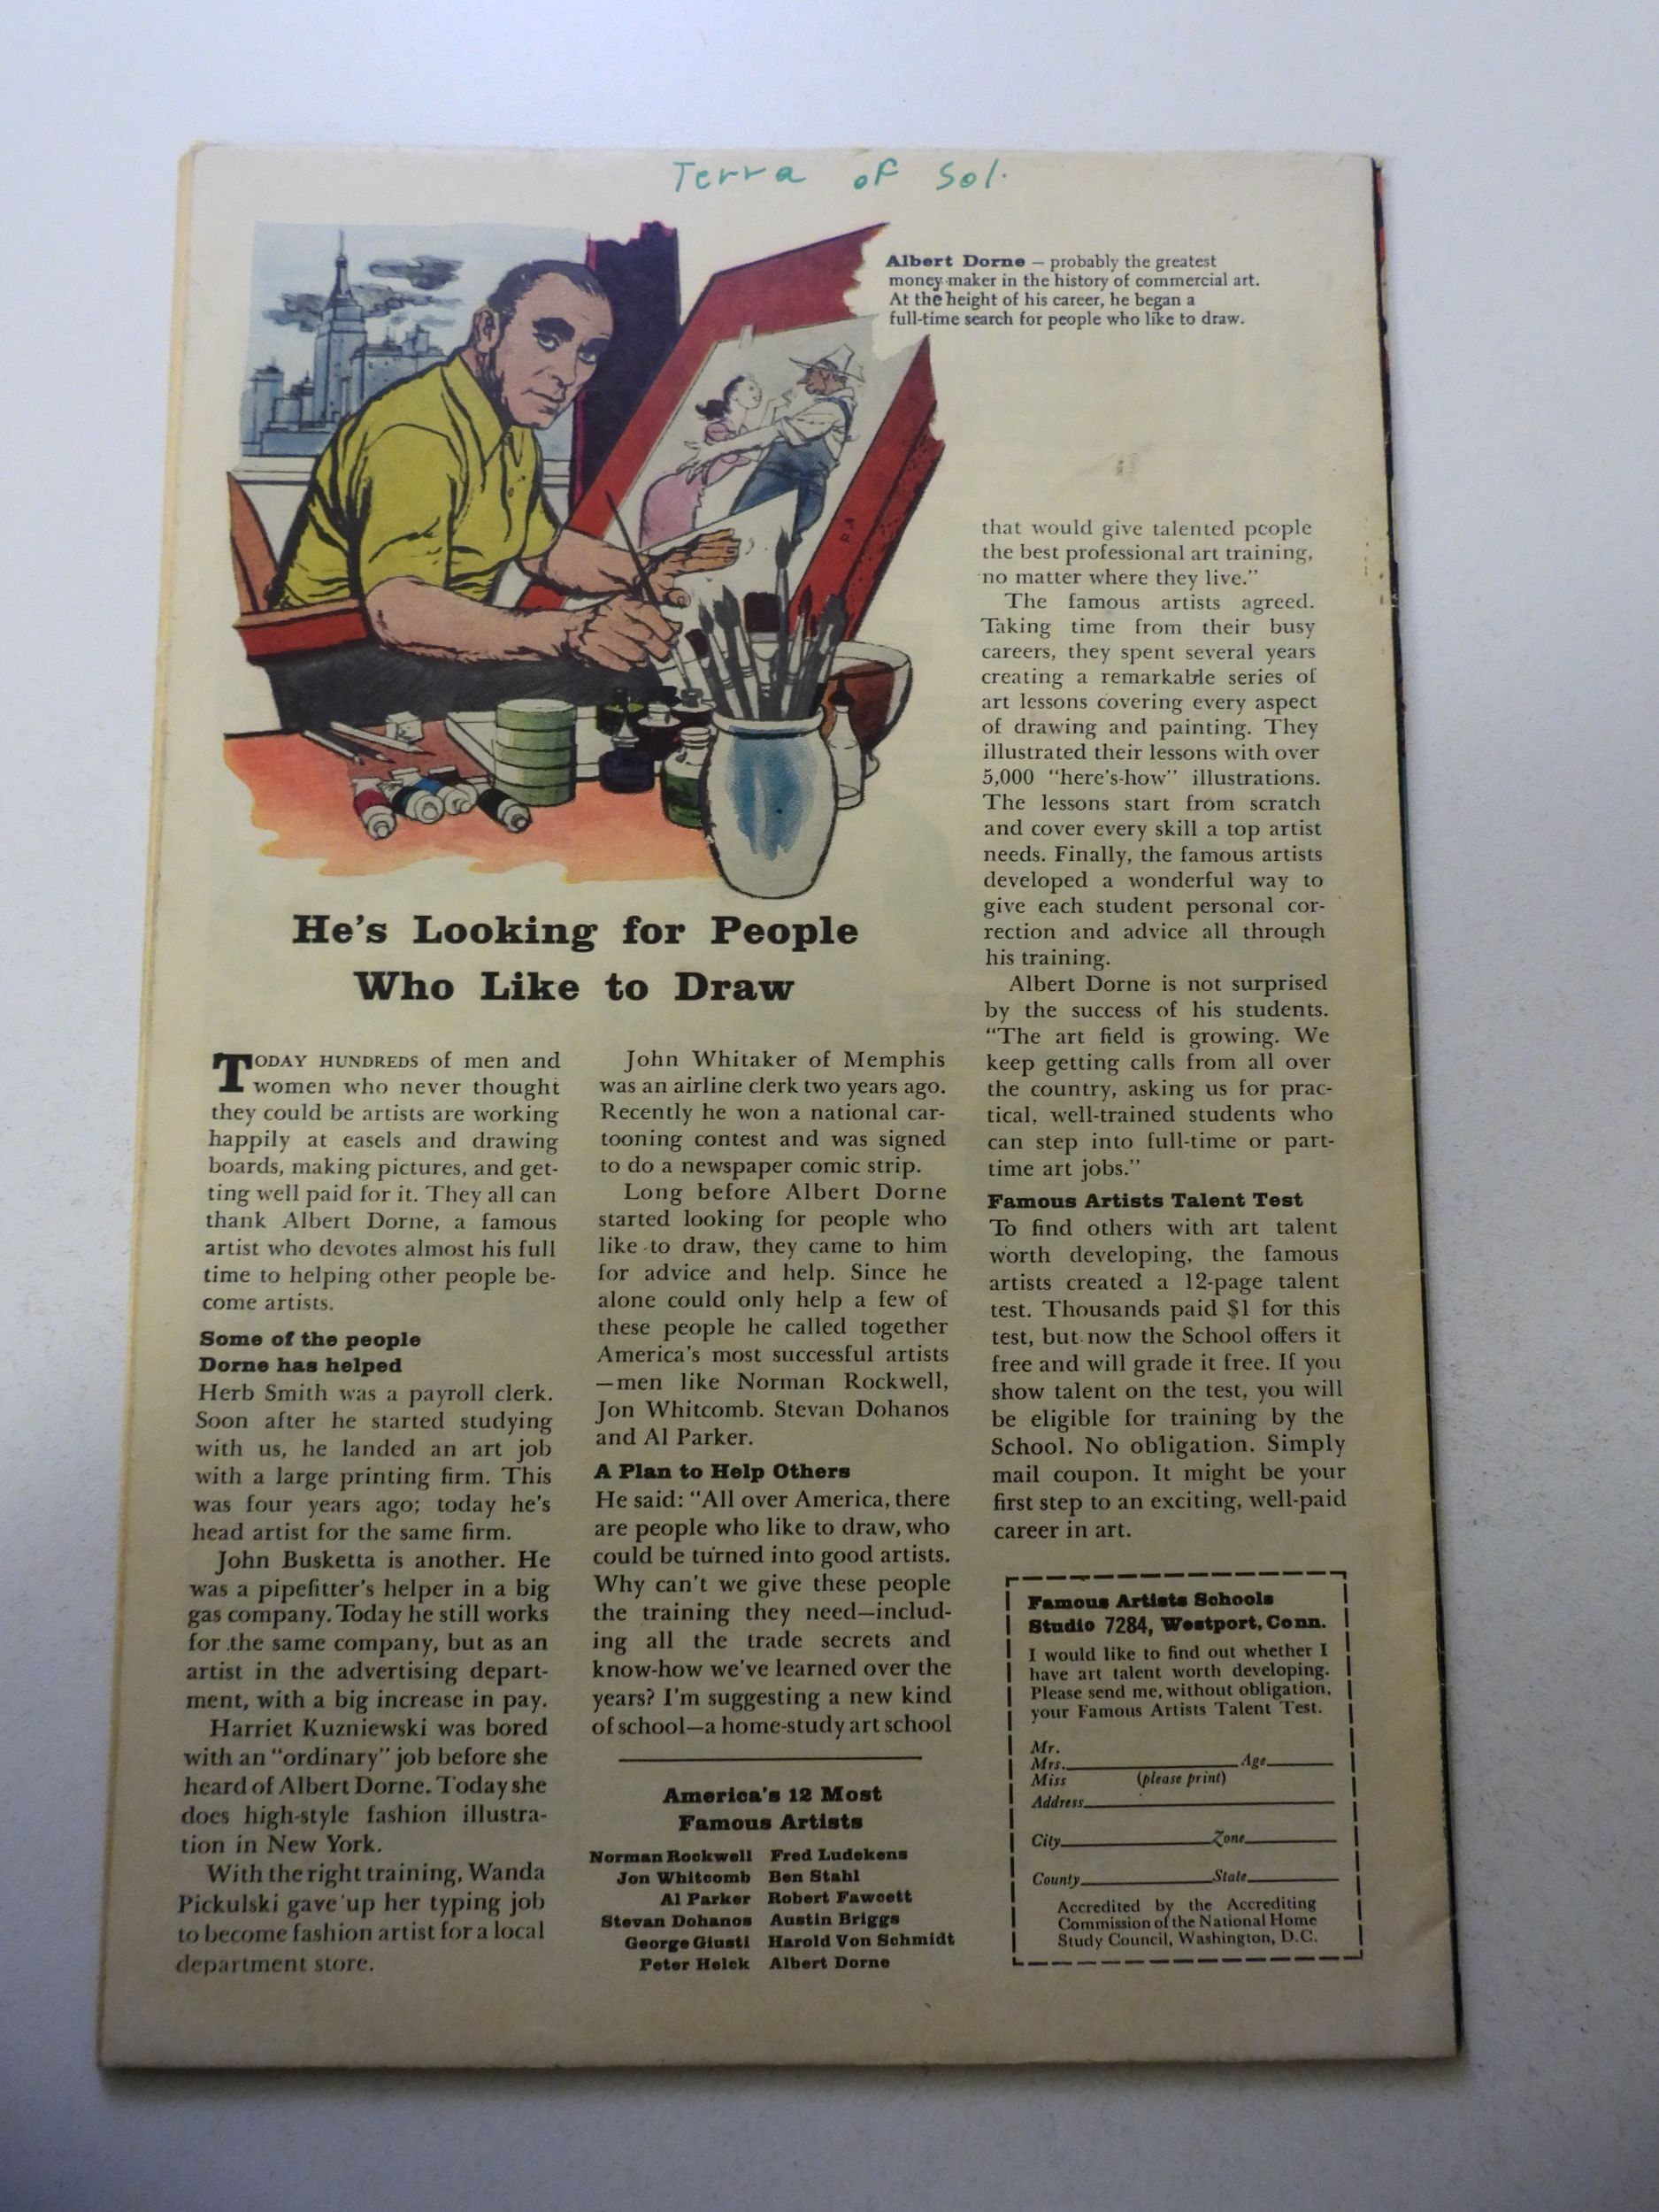 Terra of Sol.
Albert Dorne — probably the greatest
money-maker in the history of commercial art.
At the height of his career, he began a
full-time search for people who like to draw.
He's Looking for People
Who Like to Draw
TODAY HUNDREDS of men and
women who never thought
they could be artists are working
happily at easels and drawing
boards, making pictures, and get-
ting well paid for it. They all can
thank Albert Dorne, a famous
artist who devotes almost his full
time to helping other people be-
come artists.
Some of the people
Dorne has helped
Herb Smith was a payroll clerk.
Soon after he started studying
with us, he landed an art job
with a large printing firm. This
was four years ago; today he's
head artist for the same firm.
John Busketta is another. He
was a pipefitter's helper in a big
gas company. Today he still works
for the same company, but as an
artist in the advertising depart-
ment, with a big increase in pay.
Harriet Kuzniewski was bored
with an "ordinary" job before she
heard of Albert Dorne. Today she
does high-style fashion illustra-
tion in New York.
With the right training, Wanda
Pickulski gave up her typing job
to become fashion artist for a local
department store.
John Whitaker of Memphis
was an airline clerk two years ago.
Recently he won a national car-
tooning contest and was signed
to do a newspaper comic strip.
Long before Albert Dorne
started looking for people who
like to draw, they came to him
for advice and help. Since he
alone could only help a few of
these people he called together
America's most successful artists
—men like Norman Rockwell,
Jon Whitcomb. Stevan Dohanos
and Al Parker.
A Plan to Help Others
He said: "All over America, there
are people who like to draw, who
could be turned into good artists.
Why can't we give these people
the training they need—includ-
ing all the trade secrets and
know-how we've learned over the
years? I'm suggesting a new kind
of school—a home-study art school
America's 12 Most
Famous Artists
Norman Rockwell Fred Ludekens
Jon Whitcomb Ben Stahl
Al Parker Robert Fawcett
Stevan Dohanos Austin Briggs
George Giusti Harold Von Schmidt
Peter Helck Albert Dorne
that would give talented people
the best professional art training,
no matter where they live."
The famous artists agreed.
Taking time from their busy
careers, they spent several years
creating a remarkable series of
art lessons covering every aspect
of drawing and painting. They
illustrated their lessons with over
5,000 "here's-how" illustrations.
The lessons start from scratch
and cover every skill a top artist
needs. Finally, the famous artists
developed a wonderful way to
give each student personal cor-
rection and advice all through
his training.
Albert Dorne is not surprised
by the success of his students.
"The art field is growing. We
keep getting calls from all over
the country, asking us for prac-
tical, well-trained students who
can step into full-time or part-
time art jobs."
Famous Artists Talent Test
To find others with art talent
worth developing, the famous
artists created a 12-page talent
test. Thousands paid $1 for this
test, but now the School offers it
free and will grade it free. If you
show talent on the test, you will
be eligible for training by the
School. No obligation. Simply
mail coupon. It might be your
first step to an exciting, well-paid
career in art.
Famous Artists Schools
Studio 7284, Westport, Conn.
I would like to find out whether I
have art talent worth developing.
Please send me, without obligation,
your Famous Artists Talent Test.
Mr.
Mrs. Age
Miss (please print)
Address
City Zone
County State
Accredited by the Accrediting
Commission of the National Home
Study Council, Washington, D.C.